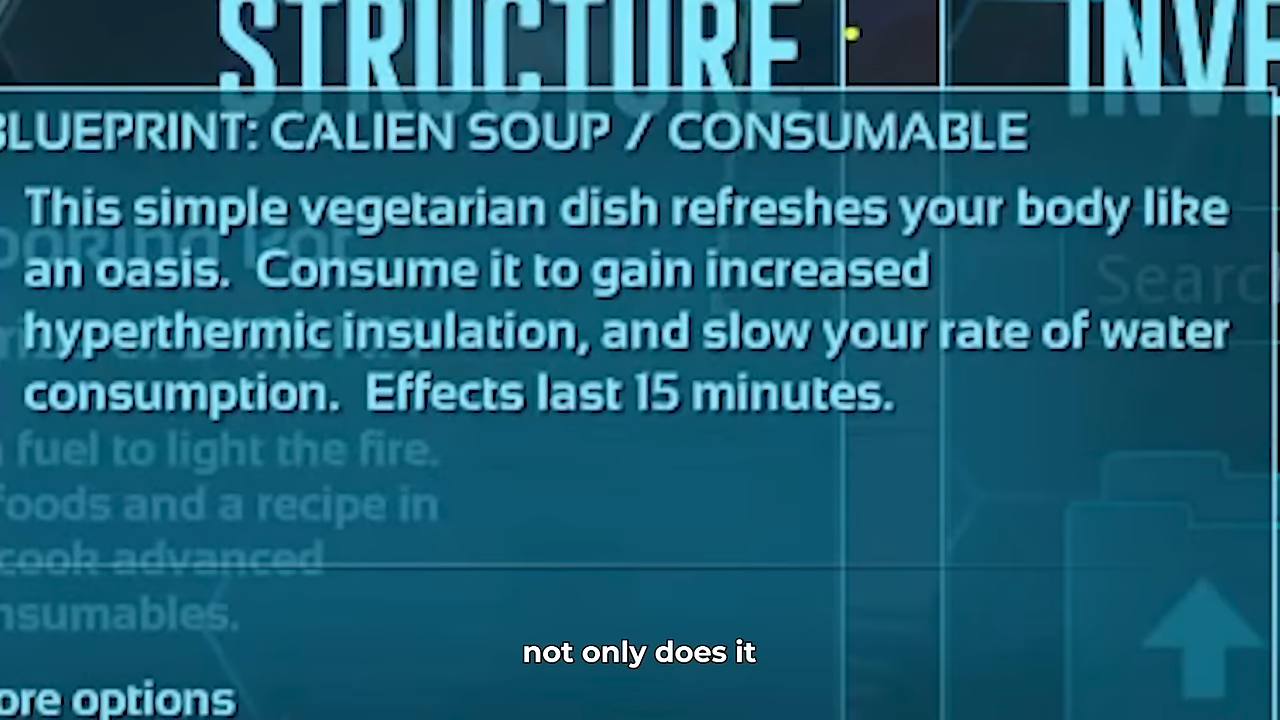 STRUCTURE
BLUEPRINT: CALIEN SOUP / CONSUMABLE
This simple vegetarian dish refreshes your body like
an oasis.  Consume it to gain increased
hyperthermic insulation, and slow your rate of water
consumption.  Effects last 15 minutes.
Searc
fuel to light the fire.
foods and a recipe in
cook advanced
nsumables.
not only does it
ore options